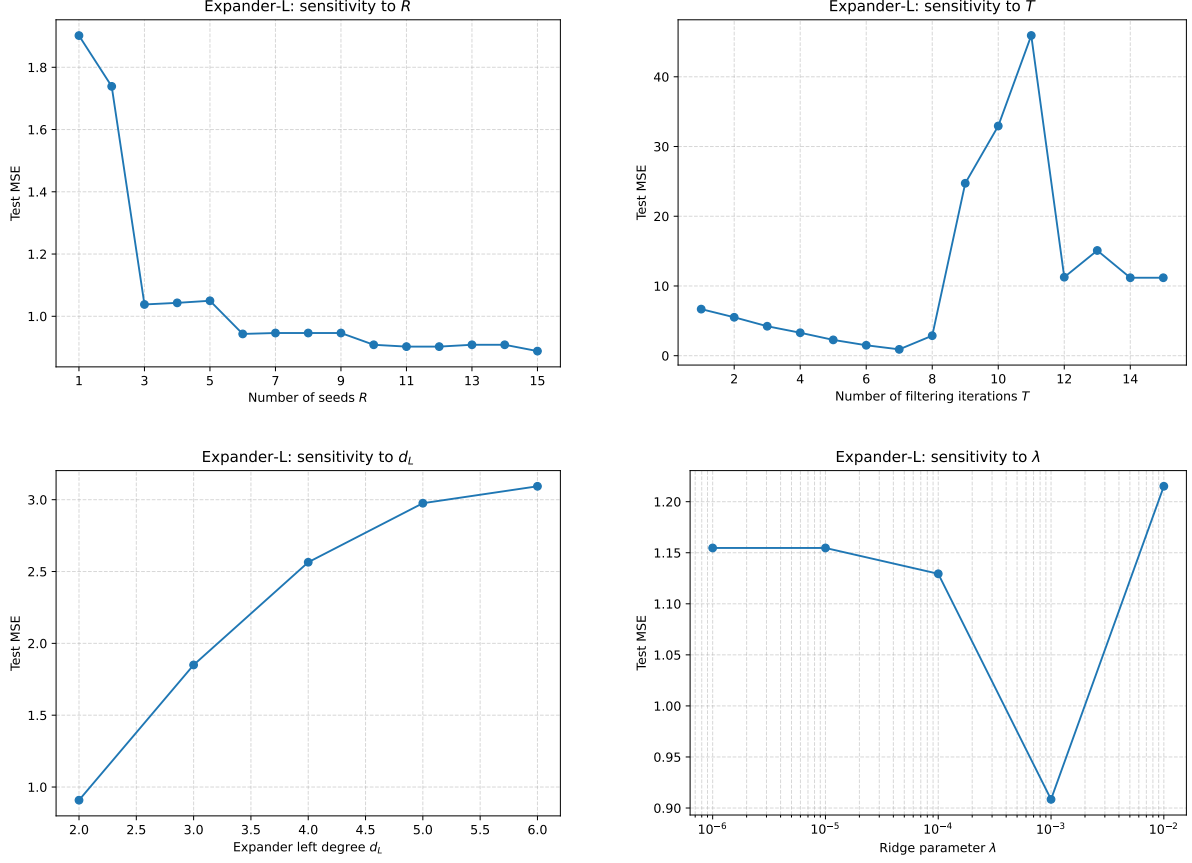 Expander-L: sensitivity to R
Test MSE
1.8
1.6
1.4
1.2
1.0
1 3 5 7 9 11 13 15
Number of seeds R
Expander-L: sensitivity to T
Test MSE
40
30
20
10
0
2 4 6 8 10 12 14
Number of filtering iterations T
Expander-L: sensitivity to d_L
Test MSE
3.0
2.5
2.0
1.5
1.0
2.0 2.5 3.0 3.5 4.0 4.5 5.0 5.5 6.0
Expander left degree d_L
Expander-L: sensitivity to λ
Test MSE
1.20
1.15
1.10
1.05
1.00
0.95
0.90
10⁻⁶ 10⁻⁵ 10⁻⁴ 10⁻³ 10⁻²
Ridge parameter λ